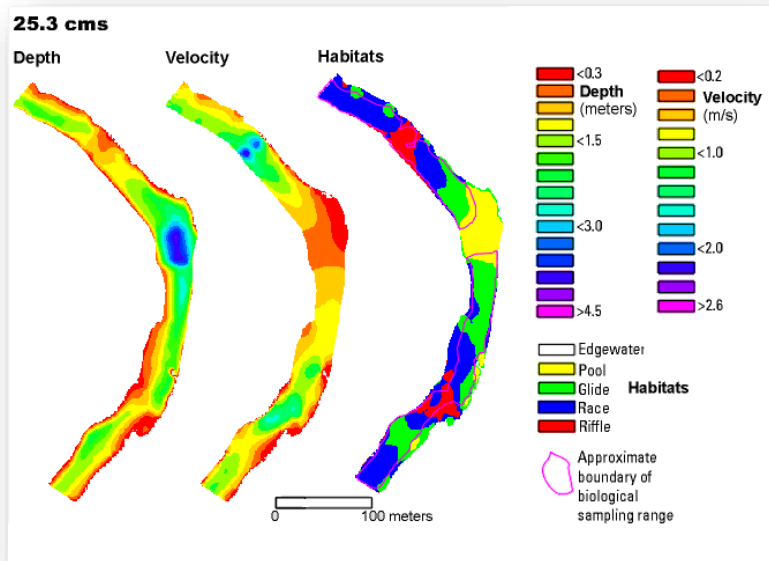 25.3 cms
Depth
Velocity
Habitats
<0.3
Depth
(meters)
<1.5
<3.0
>4.5
<0.2
Velocity
(m/s)
<1.0
<2.0
>2.6
Edgewater
Pool
Glide
Race
Riffle
Habitats
Approximate
boundary of
biological
sampling range
0 100 meters